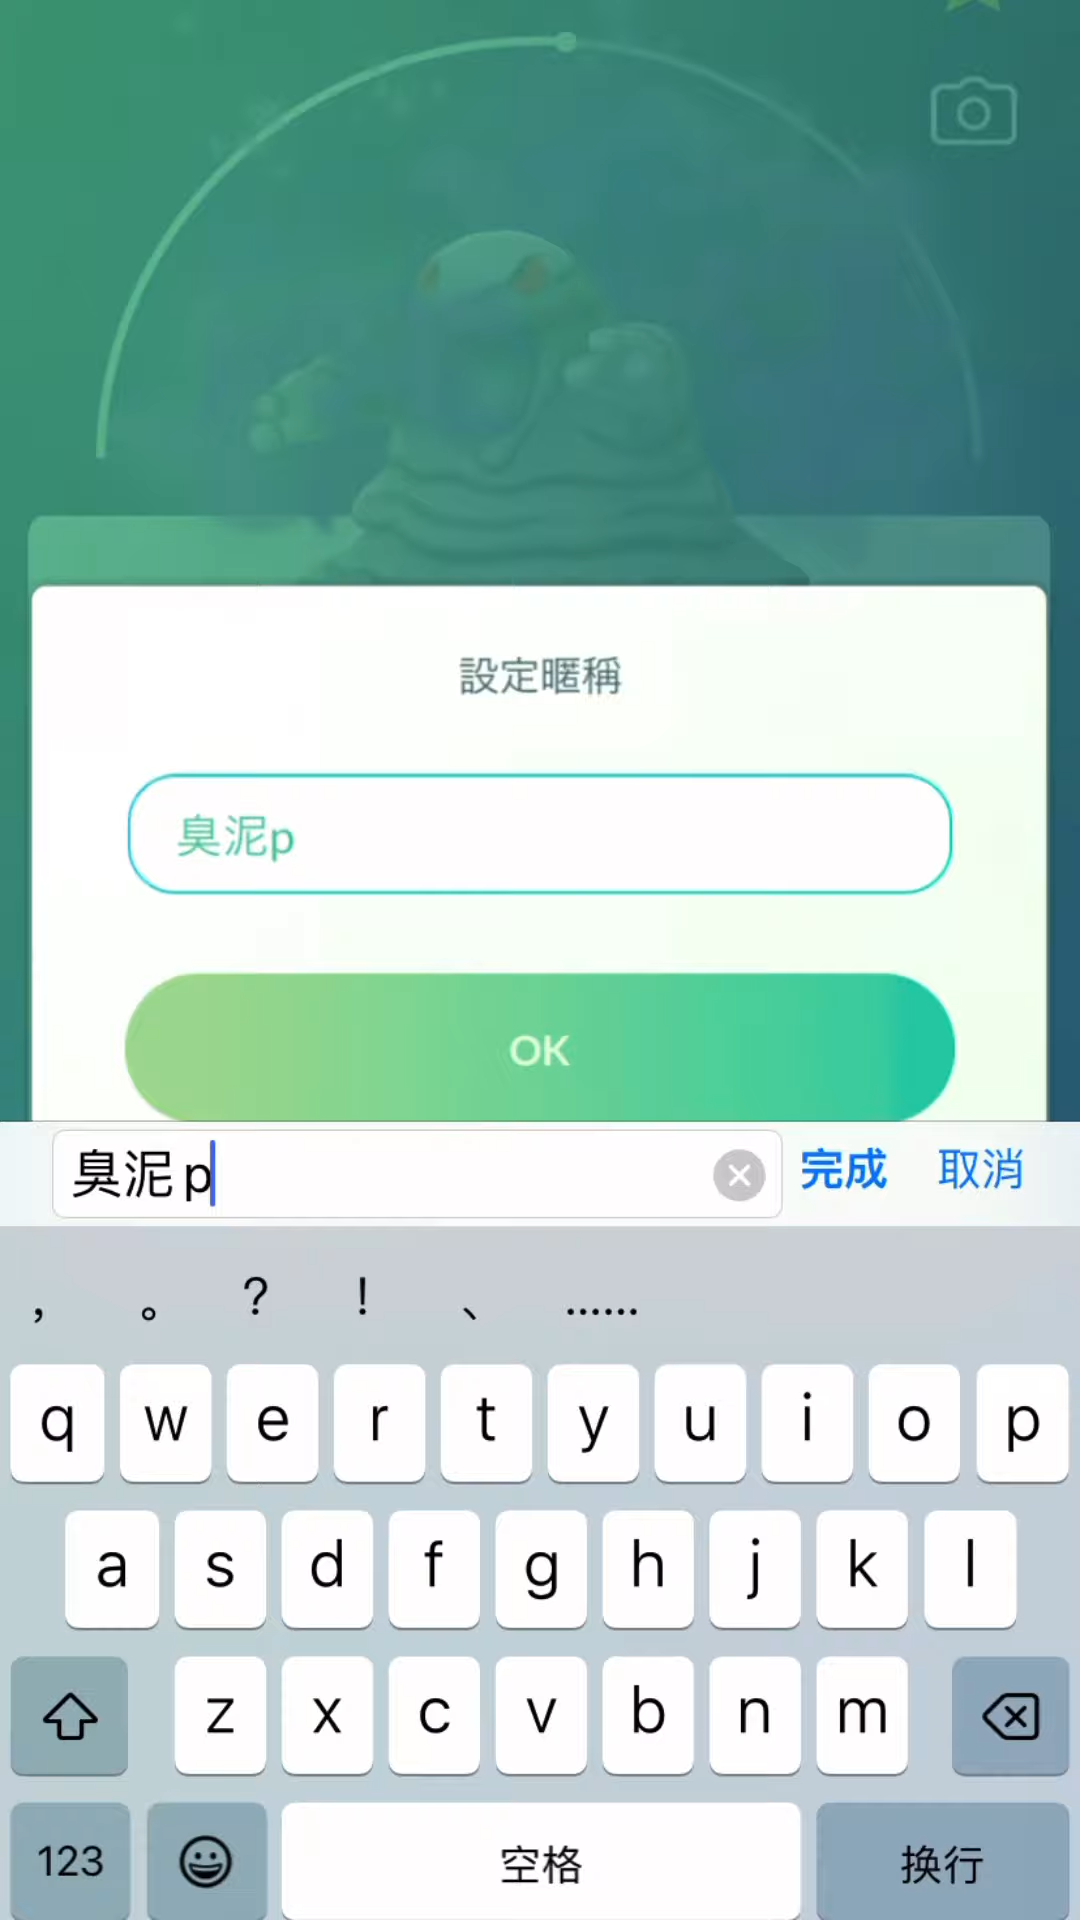 設定暱稱
臭泥p
OK
臭泥p
完成
取消
, 。 ? ! 、 ……
q w e r t y u i o p
a s d f g h j k l
z x c v b n m
123 空格 换行